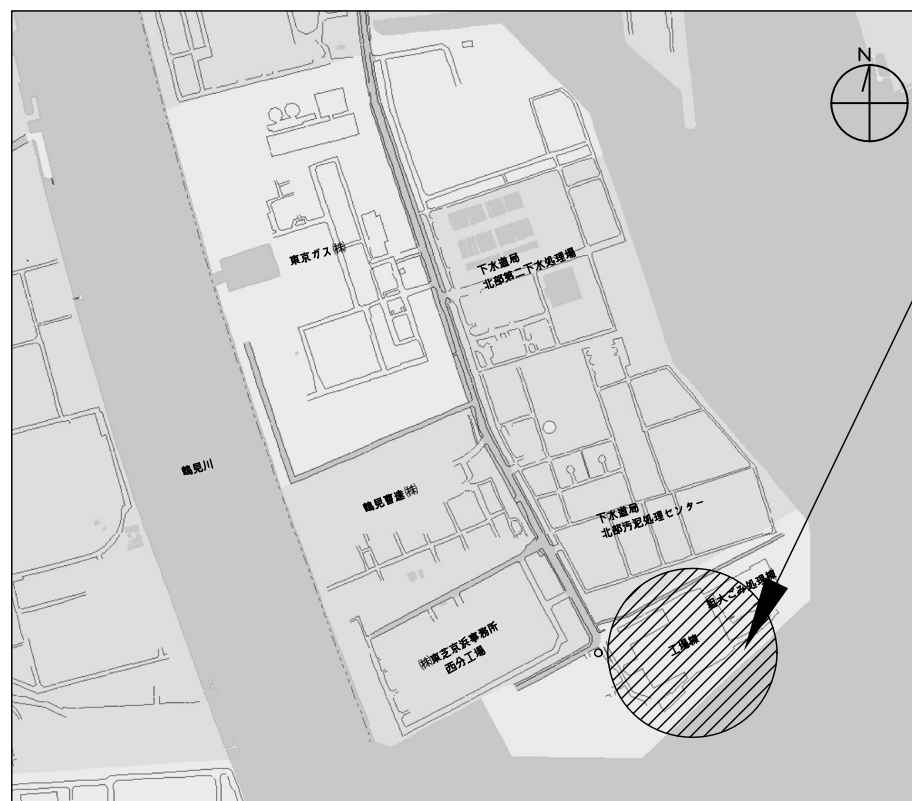 N
東京ガス㈱
下水道局
北部第二下水処理場
鶴見川
鶴見曹達㈱
下水道局
北部汚泥処理センター
粗大ごみ処理棟
工場棟
㈱東芝京浜事務所
西分工場